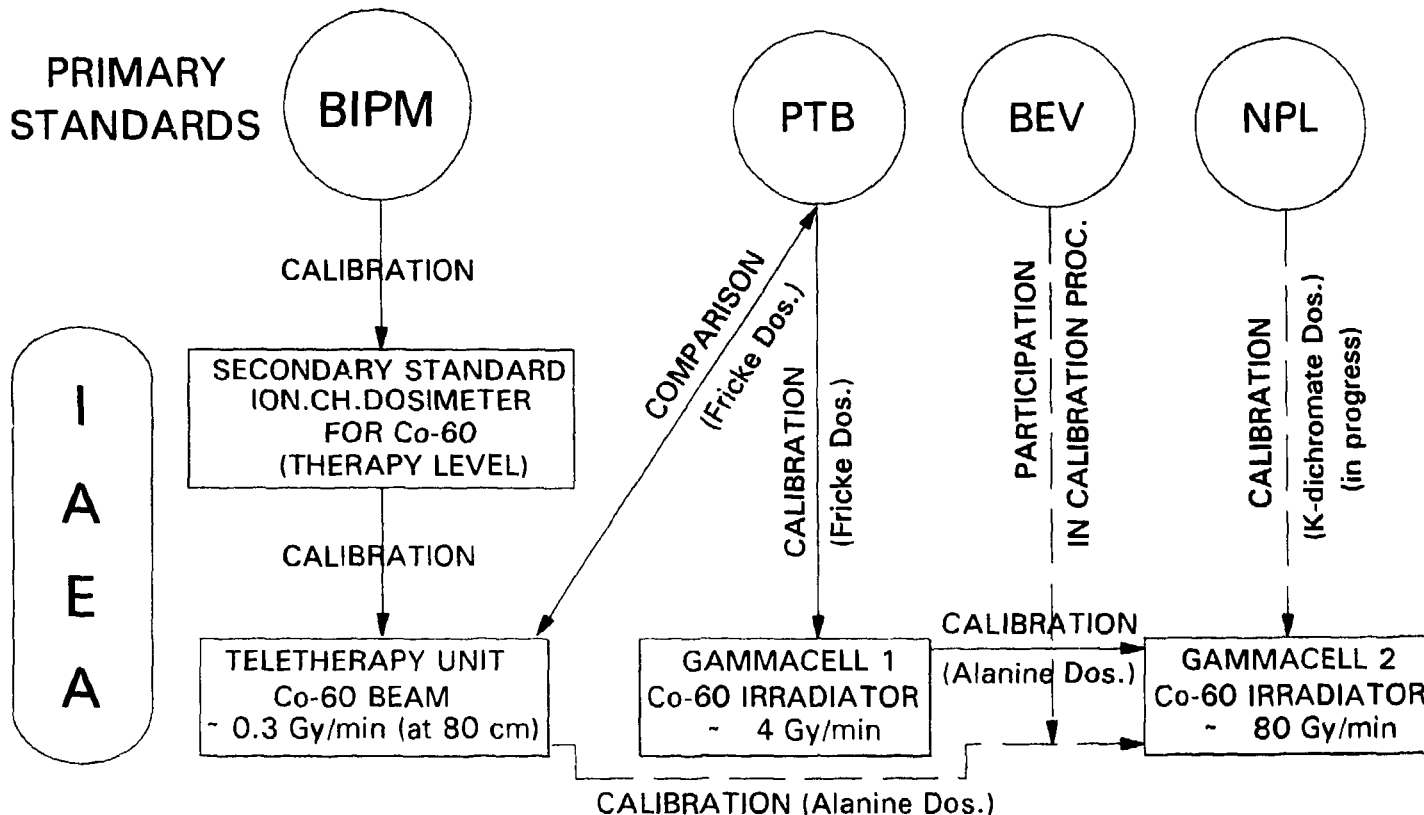 PRIMARY
STANDARDS
BIPM
PTB
BEV
NPL
CALIBRATION
COMPARISON
(Fricke Dos.)
CALIBRATION
(Fricke Dos.)
PARTICIPATION
IN CALIBRATION PROC.
CALIBRATION
(K-dichromate Dos.)
(in progress)
I
A
E
A
SECONDARY STANDARD
ION.CH.DOSIMETER
FOR Co-60
(THERAPY LEVEL)
CALIBRATION
TELETHERAPY UNIT
Co-60 BEAM
~ 0.3 Gy/min (at 80 cm)
GAMMACELL 1
Co-60 IRRADIATOR
~ 4 Gy/min
CALIBRATION
(Alanine Dos.)
GAMMACELL 2
Co-60 IRRADIATOR
~ 80 Gy/min
CALIBRATION (Alanine Dos.)